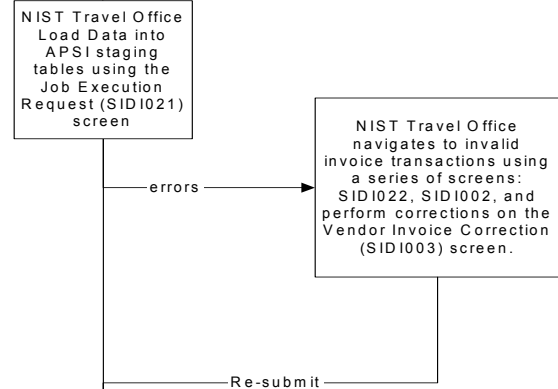 NIST Travel Office
Load Data into
APSI staging
tables using the
Job Execution
Request (SIDI021)
screen
NIST Travel Office
navigates to invalid
invoice transactions using
a series of screens:
SIDI022, SIDI002, and
perform corrections on the
Vendor Invoice Correction
(SIDI003) screen.
errors
Re-submit